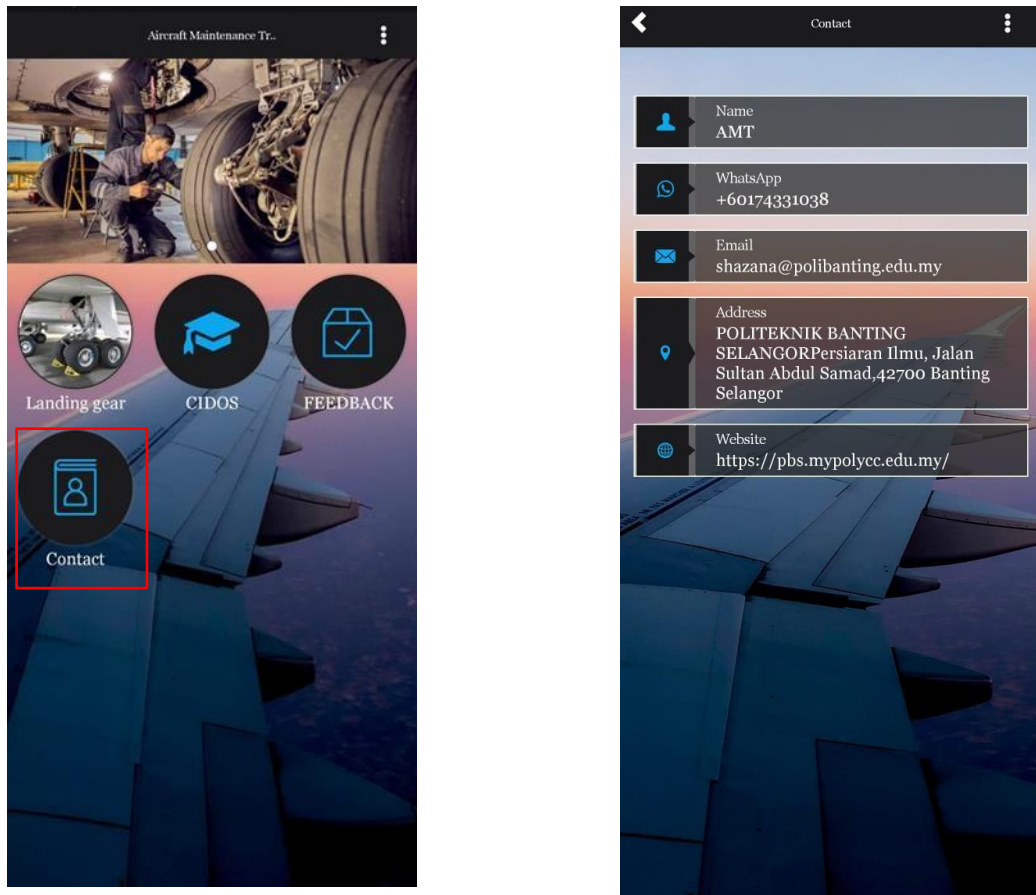 Aircraft Maintenance Tr..
Landing gear
CIDOS
FEEDBACK
Contact
Contact
Name
AMT
WhatsApp
+60174331038
Email
shazana@polibanting.edu.my
Address
POLITEKNIK BANTING
SELANGORPersiaran Ilmu, Jalan
Sultan Abdul Samad,42700 Banting
Selangor
Website
https://pbs.mypolycc.edu.my/